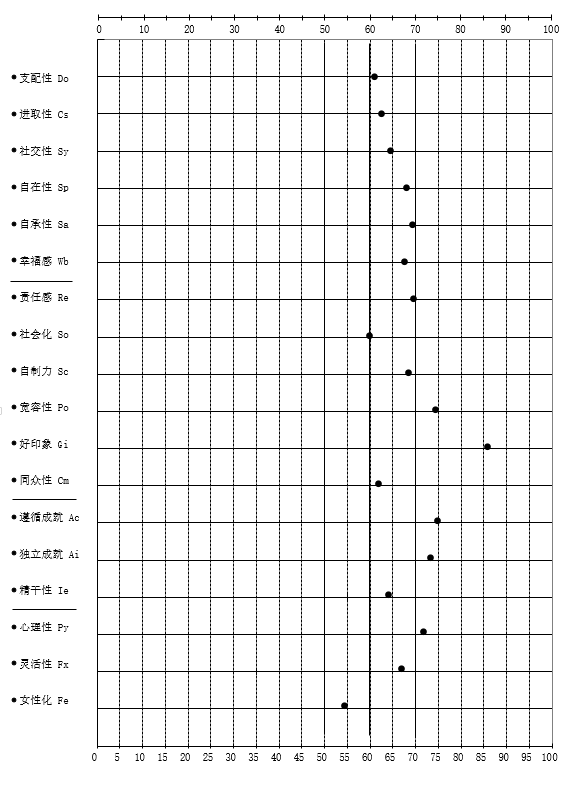 0 10 20 30 40 50 60 70 80 90 100
● 支配性 Do
● 进取性 Cs
● 社交性 Sy
● 自在性 Sp
● 自承性 Sa
● 幸福感 Wb
● 责任感 Re
● 社会化 So
● 自制力 Sc
● 宽容性 Po
● 好印象 Gi
● 同众性 Cm
● 遵循成就 Ac
● 独立成就 Ai
● 精干性 Ie
● 心理性 Py
● 灵活性 Fx
● 女性化 Fe
0 5 10 15 20 25 30 35 40 45 50 55 60 65 70 75 80 85 90 95 100